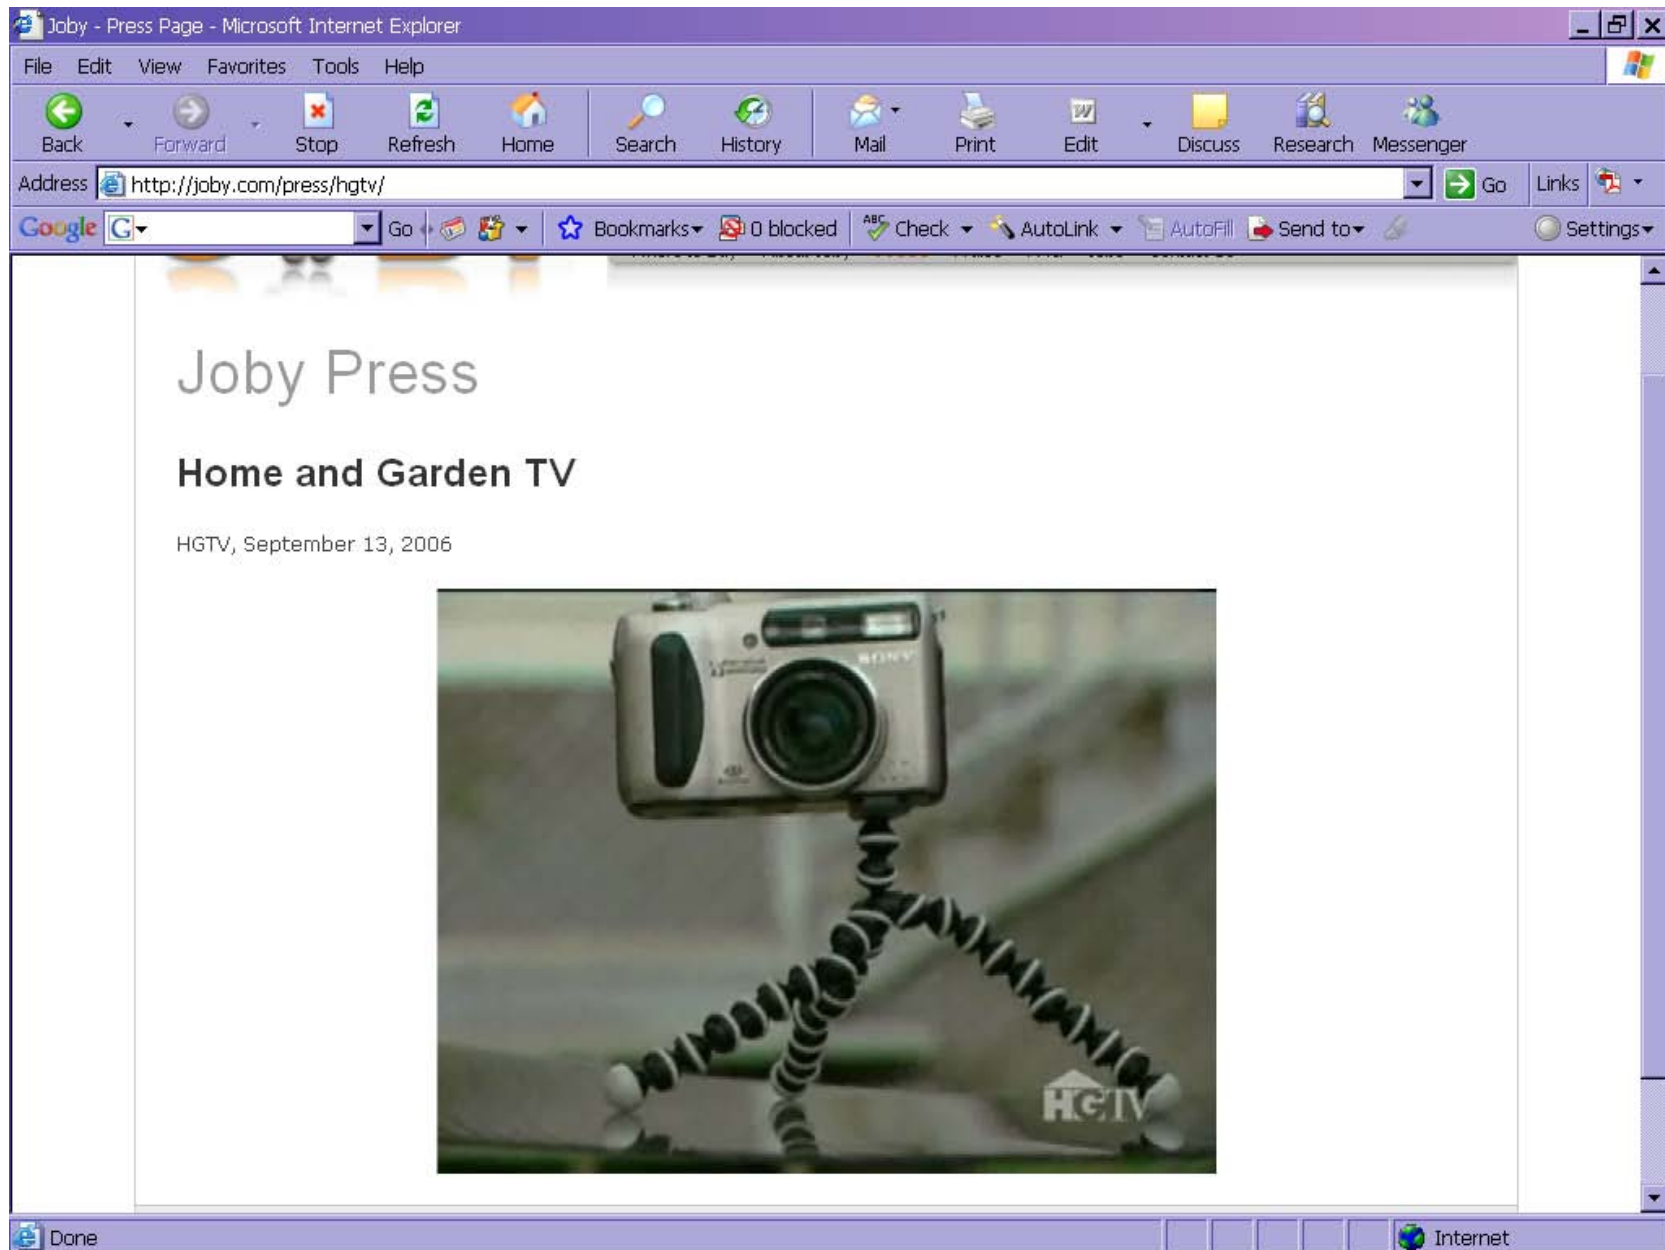 Joby - Press Page - Microsoft Internet Explorer
File Edit View Favorites Tools Help
Back Forward Stop Refresh Home Search History Mail Print Edit Discuss Research Messenger
Address http://joby.com/press/hgtv/ Go Links
Google G Go Bookmarks 0 blocked ABC Check AutoLink AutoFill Send to Settings
Joby Press
Home and Garden TV
HGTV, September 13, 2006
SONY
HGTV
Done Internet